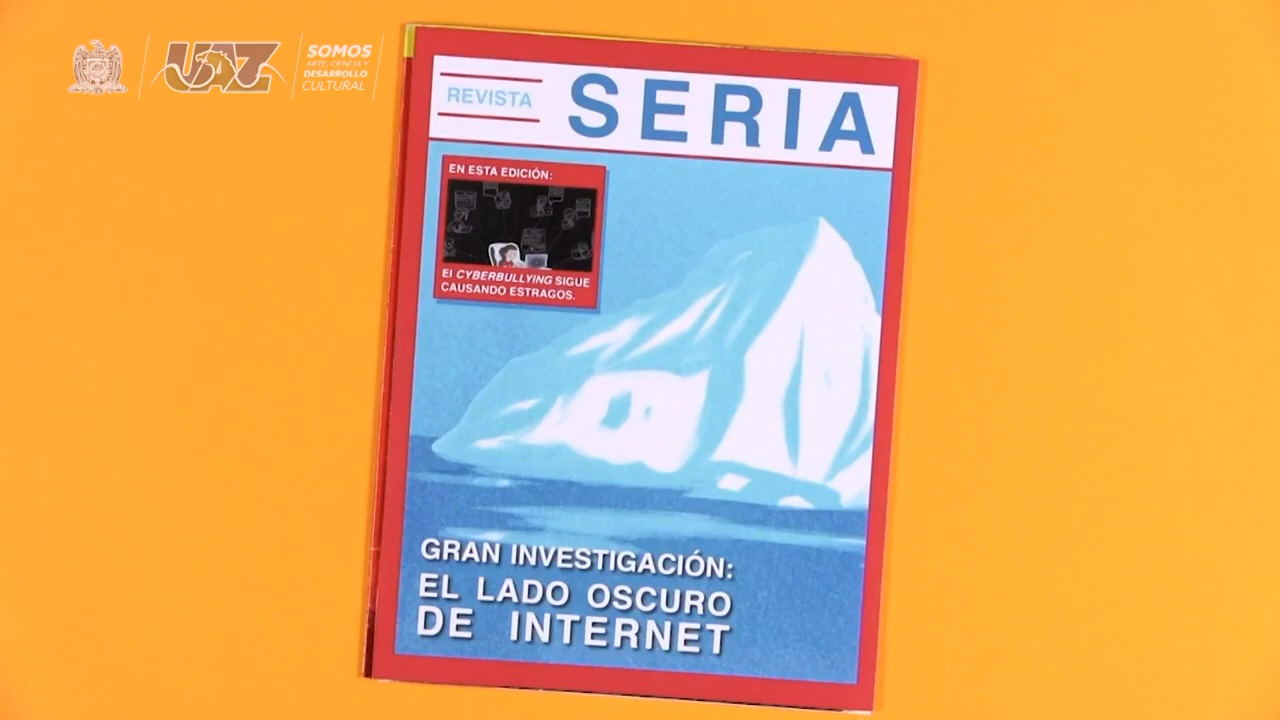 UAZ
SOMOS
ARTE, CIENCIA Y
DESARROLLO
CULTURAL
REVISTA
SERIA
EN ESTA EDICIÓN:
El CYBERBULLYING SIGUE
CAUSANDO ESTRAGOS.
GRAN INVESTIGACIÓN:
EL LADO OSCURO
DE INTERNET